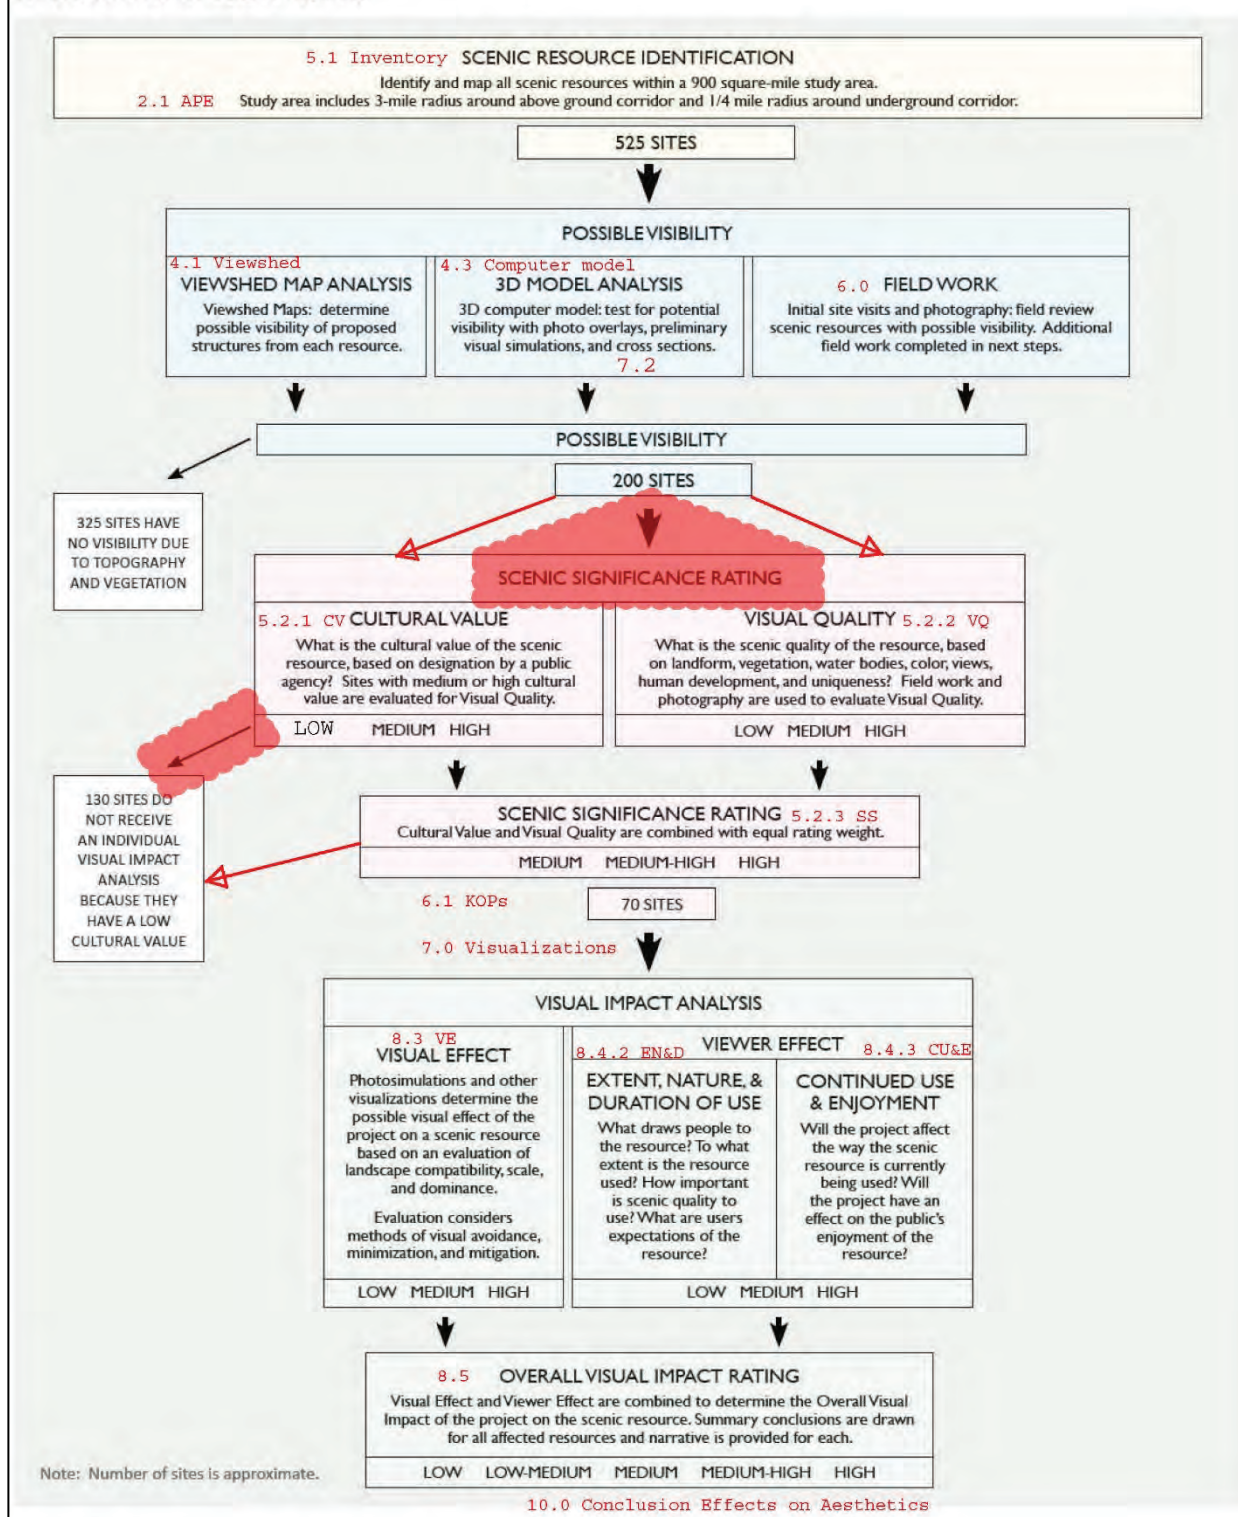 5.1 Inventory SCENIC RESOURCE IDENTIFICATION
Identify and map all scenic resources within a 900 square-mile study area.
2.1 APE Study area includes 3-mile radius around above ground corridor and 1/4 mile radius around underground corridor.
525 SITES
POSSIBLE VISIBILITY
4.1 Viewshed
VIEWSHED MAP ANALYSIS
Viewshed Maps: determine
possible visibility of proposed
structures from each resource.
4.3 Computer model
3D MODEL ANALYSIS
3D computer model: test for potential
visibility with photo overlays, preliminary
visual simulations, and cross sections.
7.2
6.0 FIELD WORK
Initial site visits and photography: field review
scenic resources with possible visibility. Additional
field work completed in next steps.
POSSIBLE VISIBILITY
200 SITES
325 SITES HAVE
NO VISIBILITY DUE
TO TOPOGRAPHY
AND VEGETATION
SCENIC SIGNIFICANCE RATING
5.2.1 CV CULTURAL VALUE
What is the cultural value of the scenic
resource, based on designation by a public
agency? Sites with medium or high cultural
value are evaluated for Visual Quality.
LOW MEDIUM HIGH
VISUAL QUALITY 5.2.2 VQ
What is the scenic quality of the resource, based
on landform, vegetation, water bodies, color, views,
human development, and uniqueness? Field work and
photography are used to evaluate Visual Quality.
LOW MEDIUM HIGH
130 SITES DO
NOT RECEIVE
AN INDIVIDUAL
VISUAL IMPACT
ANALYSIS
BECAUSE THEY
HAVE A LOW
CULTURAL VALUE
SCENIC SIGNIFICANCE RATING 5.2.3 SS
Cultural Value and Visual Quality are combined with equal rating weight.
MEDIUM MEDIUM-HIGH HIGH
6.1 KOPs
70 SITES
7.0 Visualizations
VISUAL IMPACT ANALYSIS
8.3 VE
VISUAL EFFECT
Photosimulations and other
visualizations determine the
possible visual effect of the
project on a scenic resource
based on an evaluation of
landscape compatibility, scale,
and dominance.
Evaluation considers
methods of visual avoidance,
minimization, and mitigation.
LOW MEDIUM HIGH
VIEWER EFFECT
8.4.2 EN&D
EXTENT, NATURE, &
DURATION OF USE
What draws people to
the resource? To what
extent is the resource
used? How important
is scenic quality to
use? What are users
expectations of the
resource?
8.4.3 CU&E
CONTINUED USE
& ENJOYMENT
Will the project affect
the way the scenic
resource is currently
being used? Will
the project have an
effect on the public's
enjoyment of the
resource?
LOW MEDIUM HIGH
8.5 OVERALL VISUAL IMPACT RATING
Visual Effect and Viewer Effect are combined to determine the Overall Visual
Impact of the project on the scenic resource. Summary conclusions are drawn
for all affected resources and narrative is provided for each.
LOW LOW-MEDIUM MEDIUM MEDIUM-HIGH HIGH
Note: Number of sites is approximate.
10.0 Conclusion Effects on Aesthetics